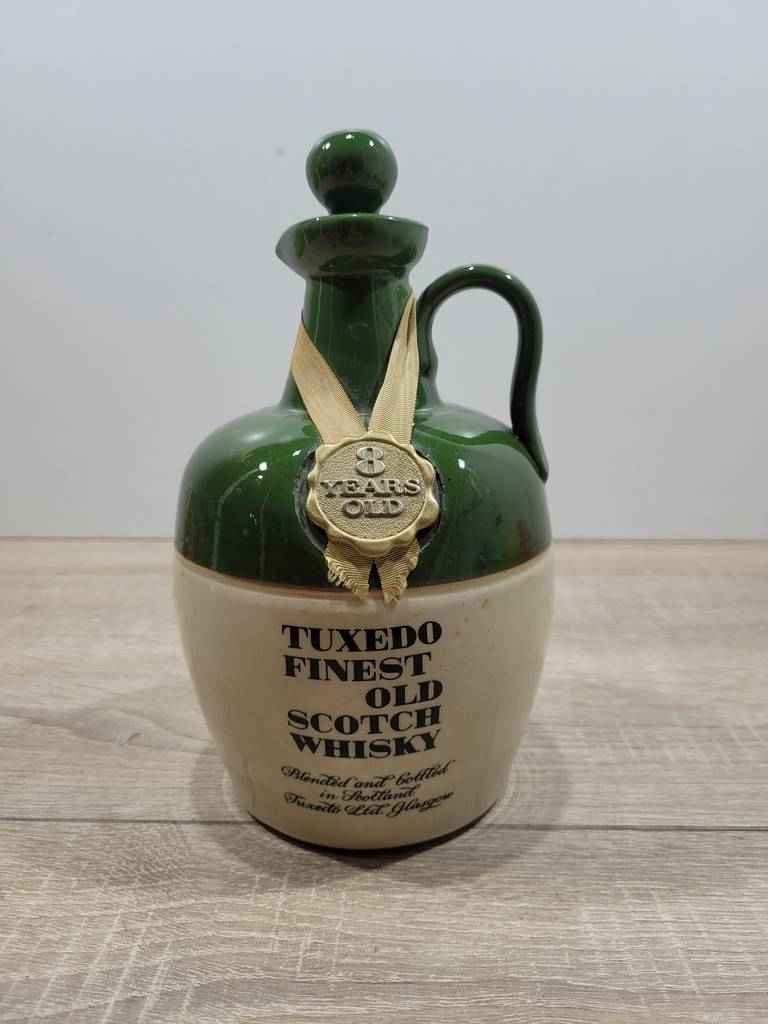 8
YEARS
OLD
TUXEDO
FINEST
OLD
SCOTCH
WHISKY
Blended and bottled
in Scotland
Tuxedo Ltd. Glasgow